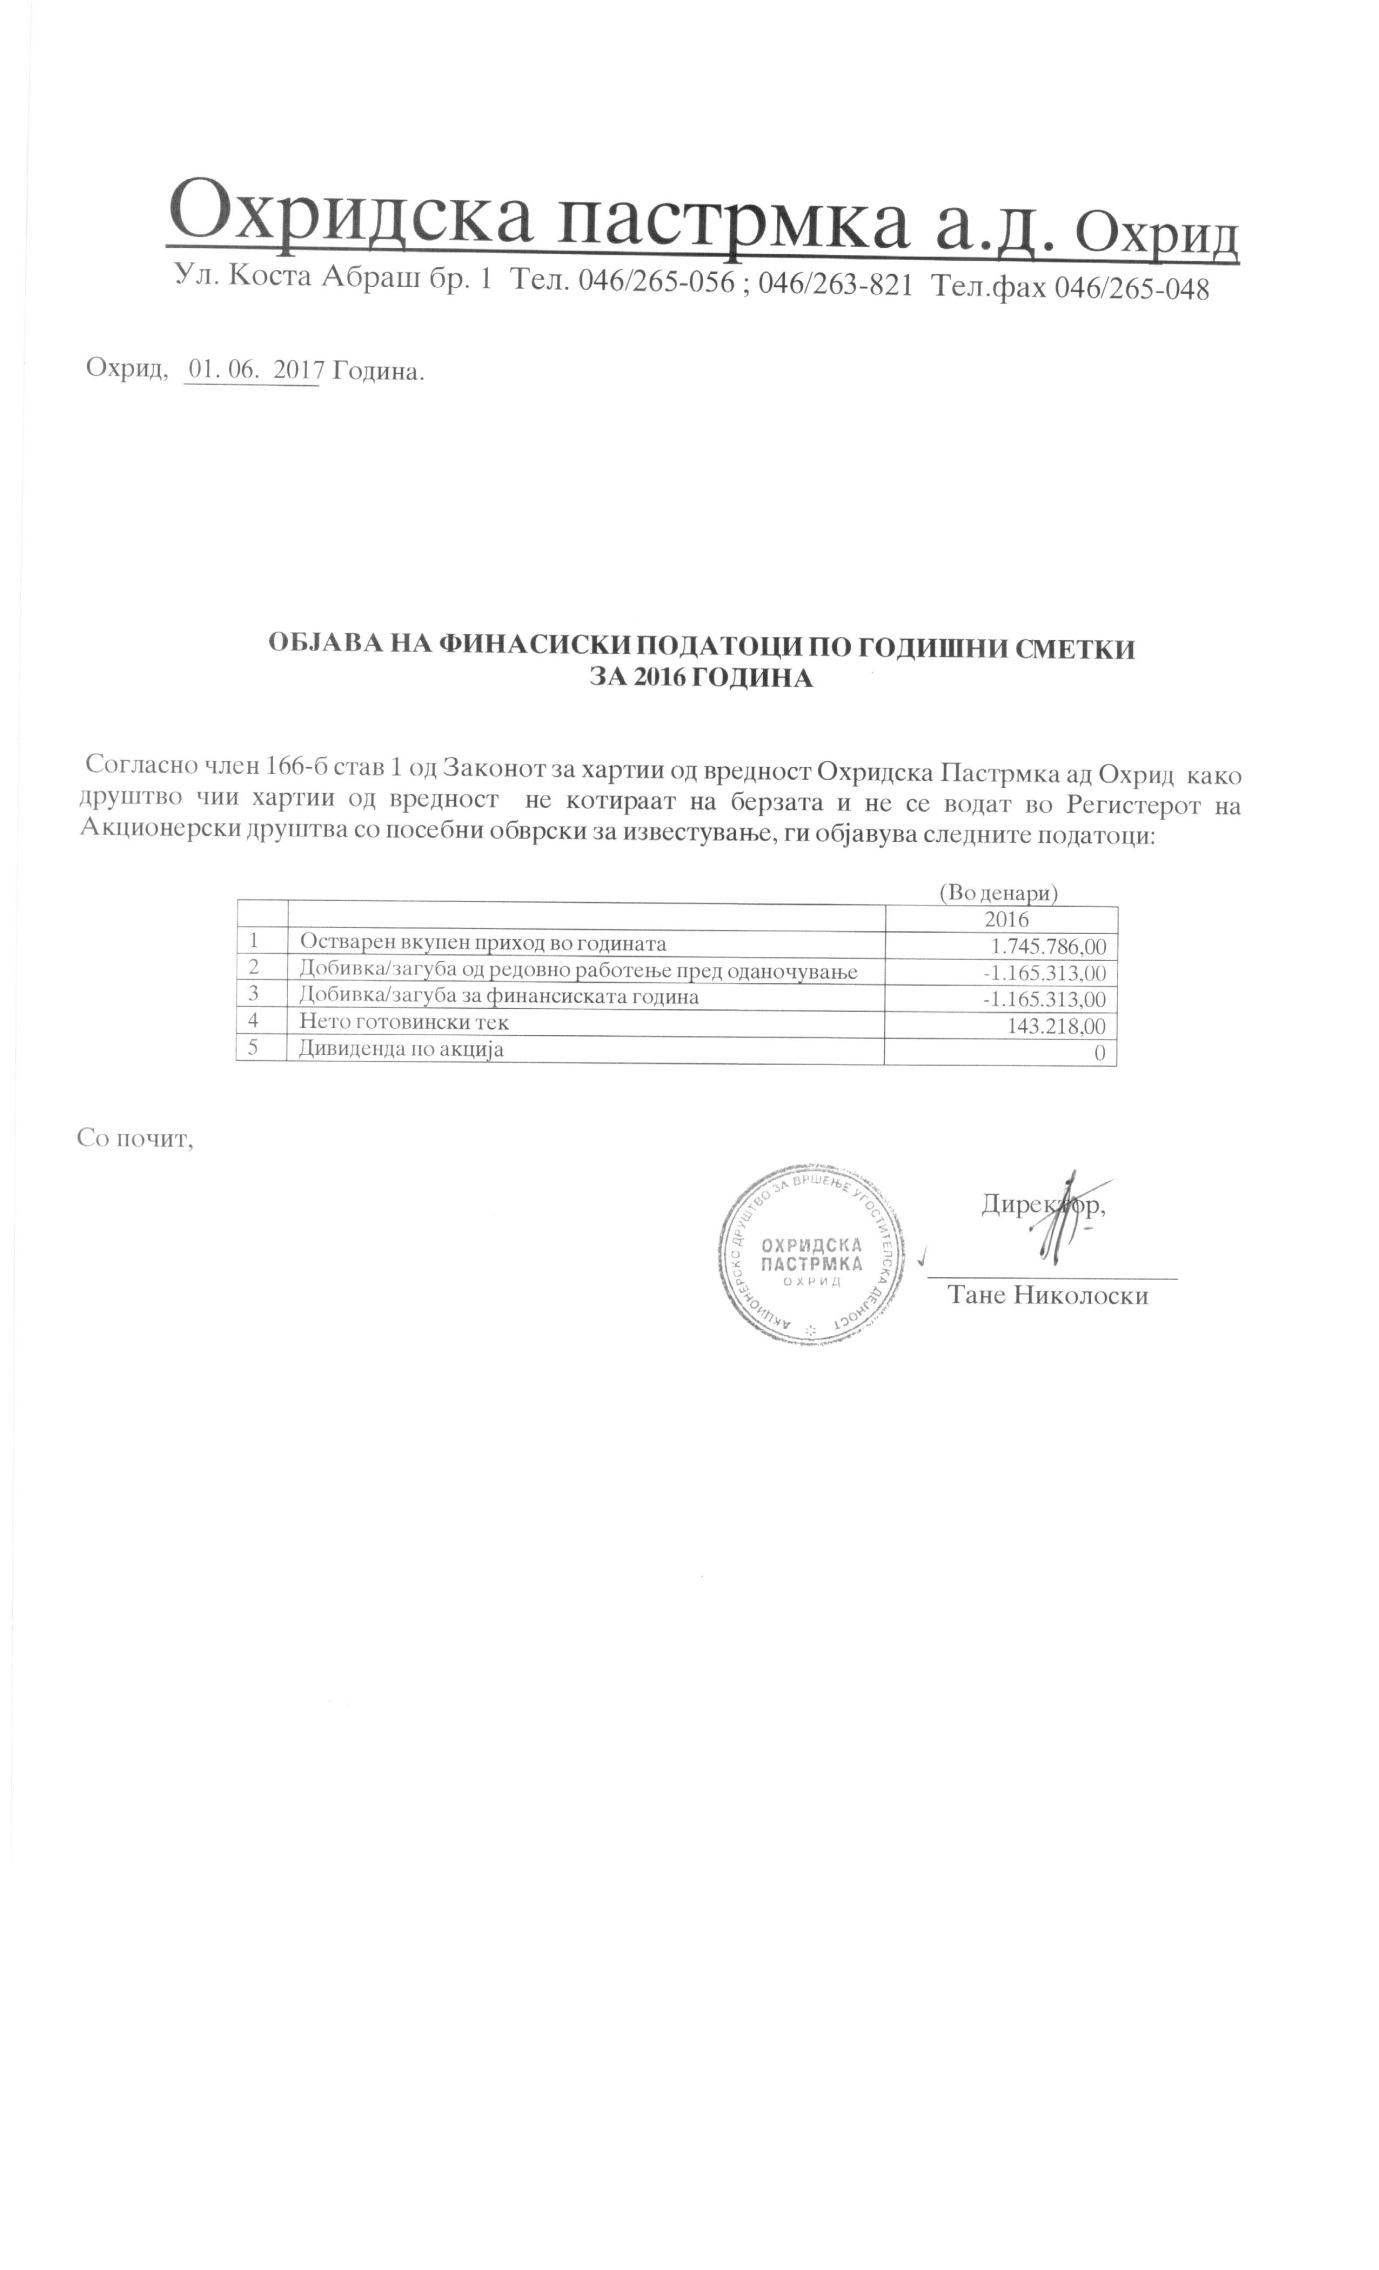 Охридска пастрмка а.д. Охрид
Ул. Коста Абраш бр. 1 Тел. 046/265-056 ; 046/263-821 Тел.фах 046/265-048
Охрид, 01. 06. 2017 Година.
ОБЈАВА НА ФИНАСИСКИ ПОДАТОЦИ ПО ГОДИШНИ СМЕТКИ
ЗА 2016 ГОДИНА
Согласно член 166-б став 1 од Законот за хартии од вредност Охридска Пастрмка ад Охрид како
друштво чии хартии од вредност не котираат на берзата и не се водат во Регистерот на
Акционерски друштва со посебни обврски за известување, ги објавува следните податоци:
(Во денари)
2016
1 Остварен вкупен приход во годината 1.745.786,00
2 Добивка/загуба од редовно работење пред оданочување -1.165.313,00
3 Добивка/загуба за финансиската година -1.165.313,00
4 Нето готовински тек 143.218,00
5 Дивиденда по акција 0
Со почит,
АКЦИОНЕРСКО ДРУШТВО ЗА ВРШЕЊЕ УГОСТИТЕЛСКА ДЕЈНОСТ
ОХРИДСКА
ПАСТРМКА
ОХРИД
Директор,
Тане Николоски